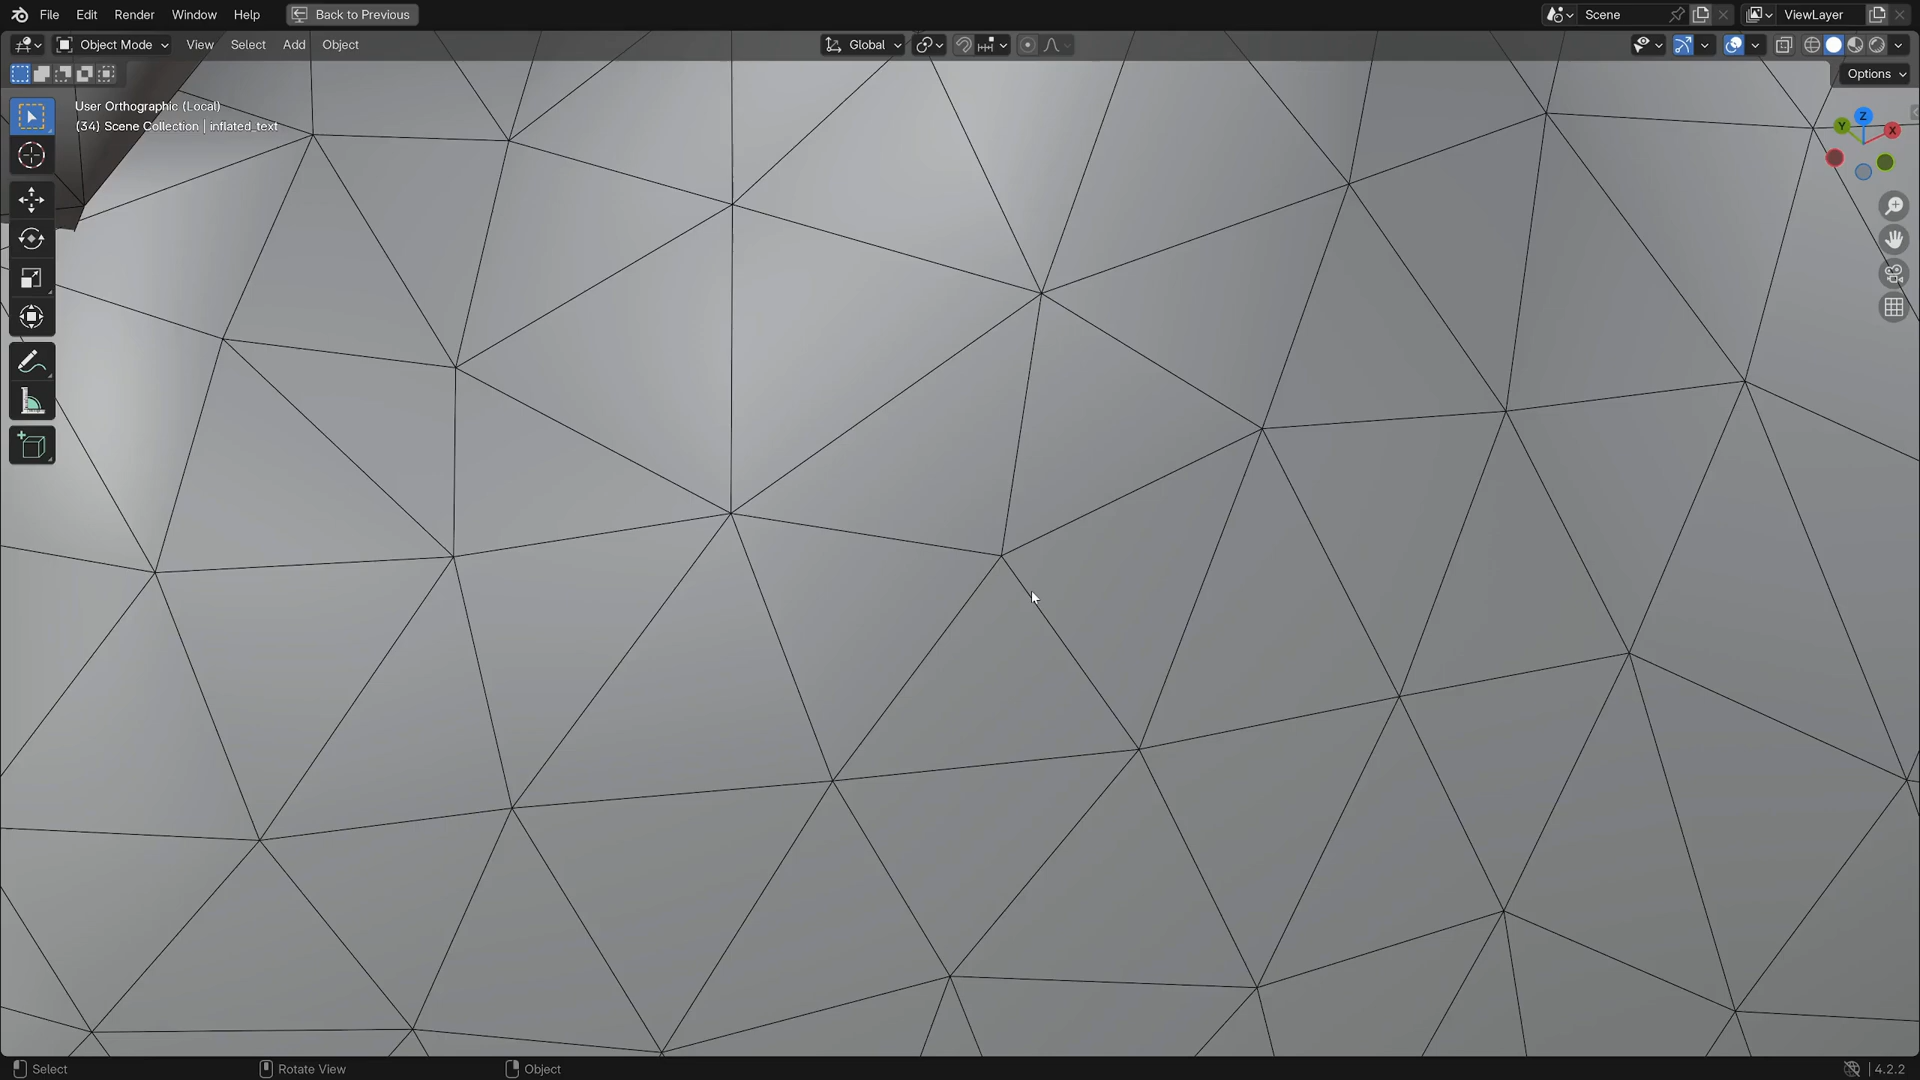 File Edit Render Window Help Back to Previous Scene ViewLayer
Object Mode View Select Add Object Global
Options
User Orthographic (Local)
(34) Scene Collection | inflated_text
Z
Y X
Select Rotate View Object 4.2.2